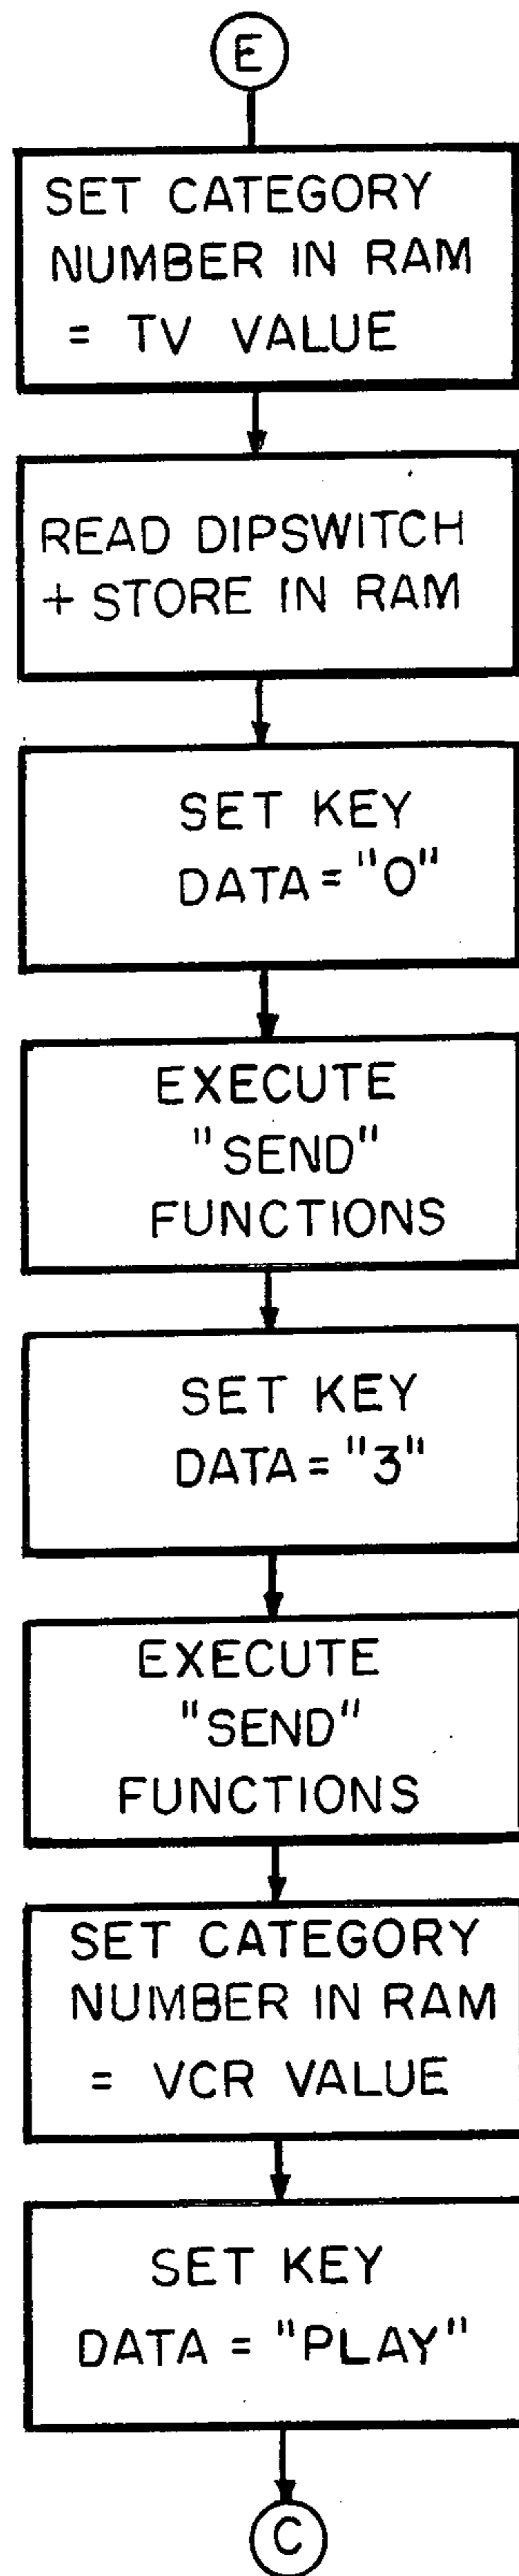 E
SET CATEGORY
NUMBER IN RAM
= TV VALUE
READ DIPSWITCH
+ STORE IN RAM
SET KEY
DATA = "0"
EXECUTE
"SEND"
FUNCTIONS
SET KEY
DATA = "3"
EXECUTE
"SEND"
FUNCTIONS
SET CATEGORY
NUMBER IN RAM
= VCR VALUE
SET KEY
DATA = "PLAY"
C